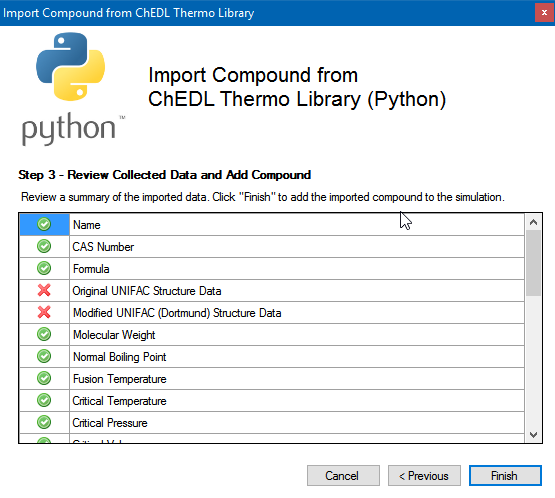 Import Compound from ChEDL Thermo Library
x
python™
Import Compound from
ChEDL Thermo Library (Python)
Step 3 - Review Collected Data and Add Compound
Review a summary of the imported data. Click "Finish" to add the imported compound to the simulation.
Name
CAS Number
Formula
Original UNIFAC Structure Data
Modified UNIFAC (Dortmund) Structure Data
Molecular Weight
Normal Boiling Point
Fusion Temperature
Critical Temperature
Critical Pressure
Cancel
< Previous
Finish